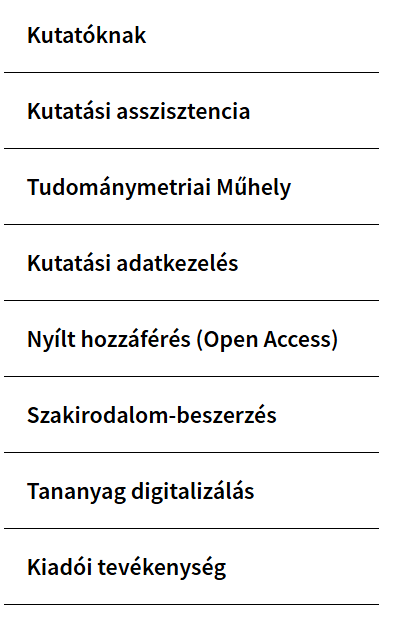 Kutatóknak
Kutatási asszisztencia
Tudománymetriai Műhely
Kutatási adatkezelés
Nyílt hozzáférés (Open Access)
Szakirodalom-beszerzés
Tananyag digitalizálás
Kiadói tevékenység